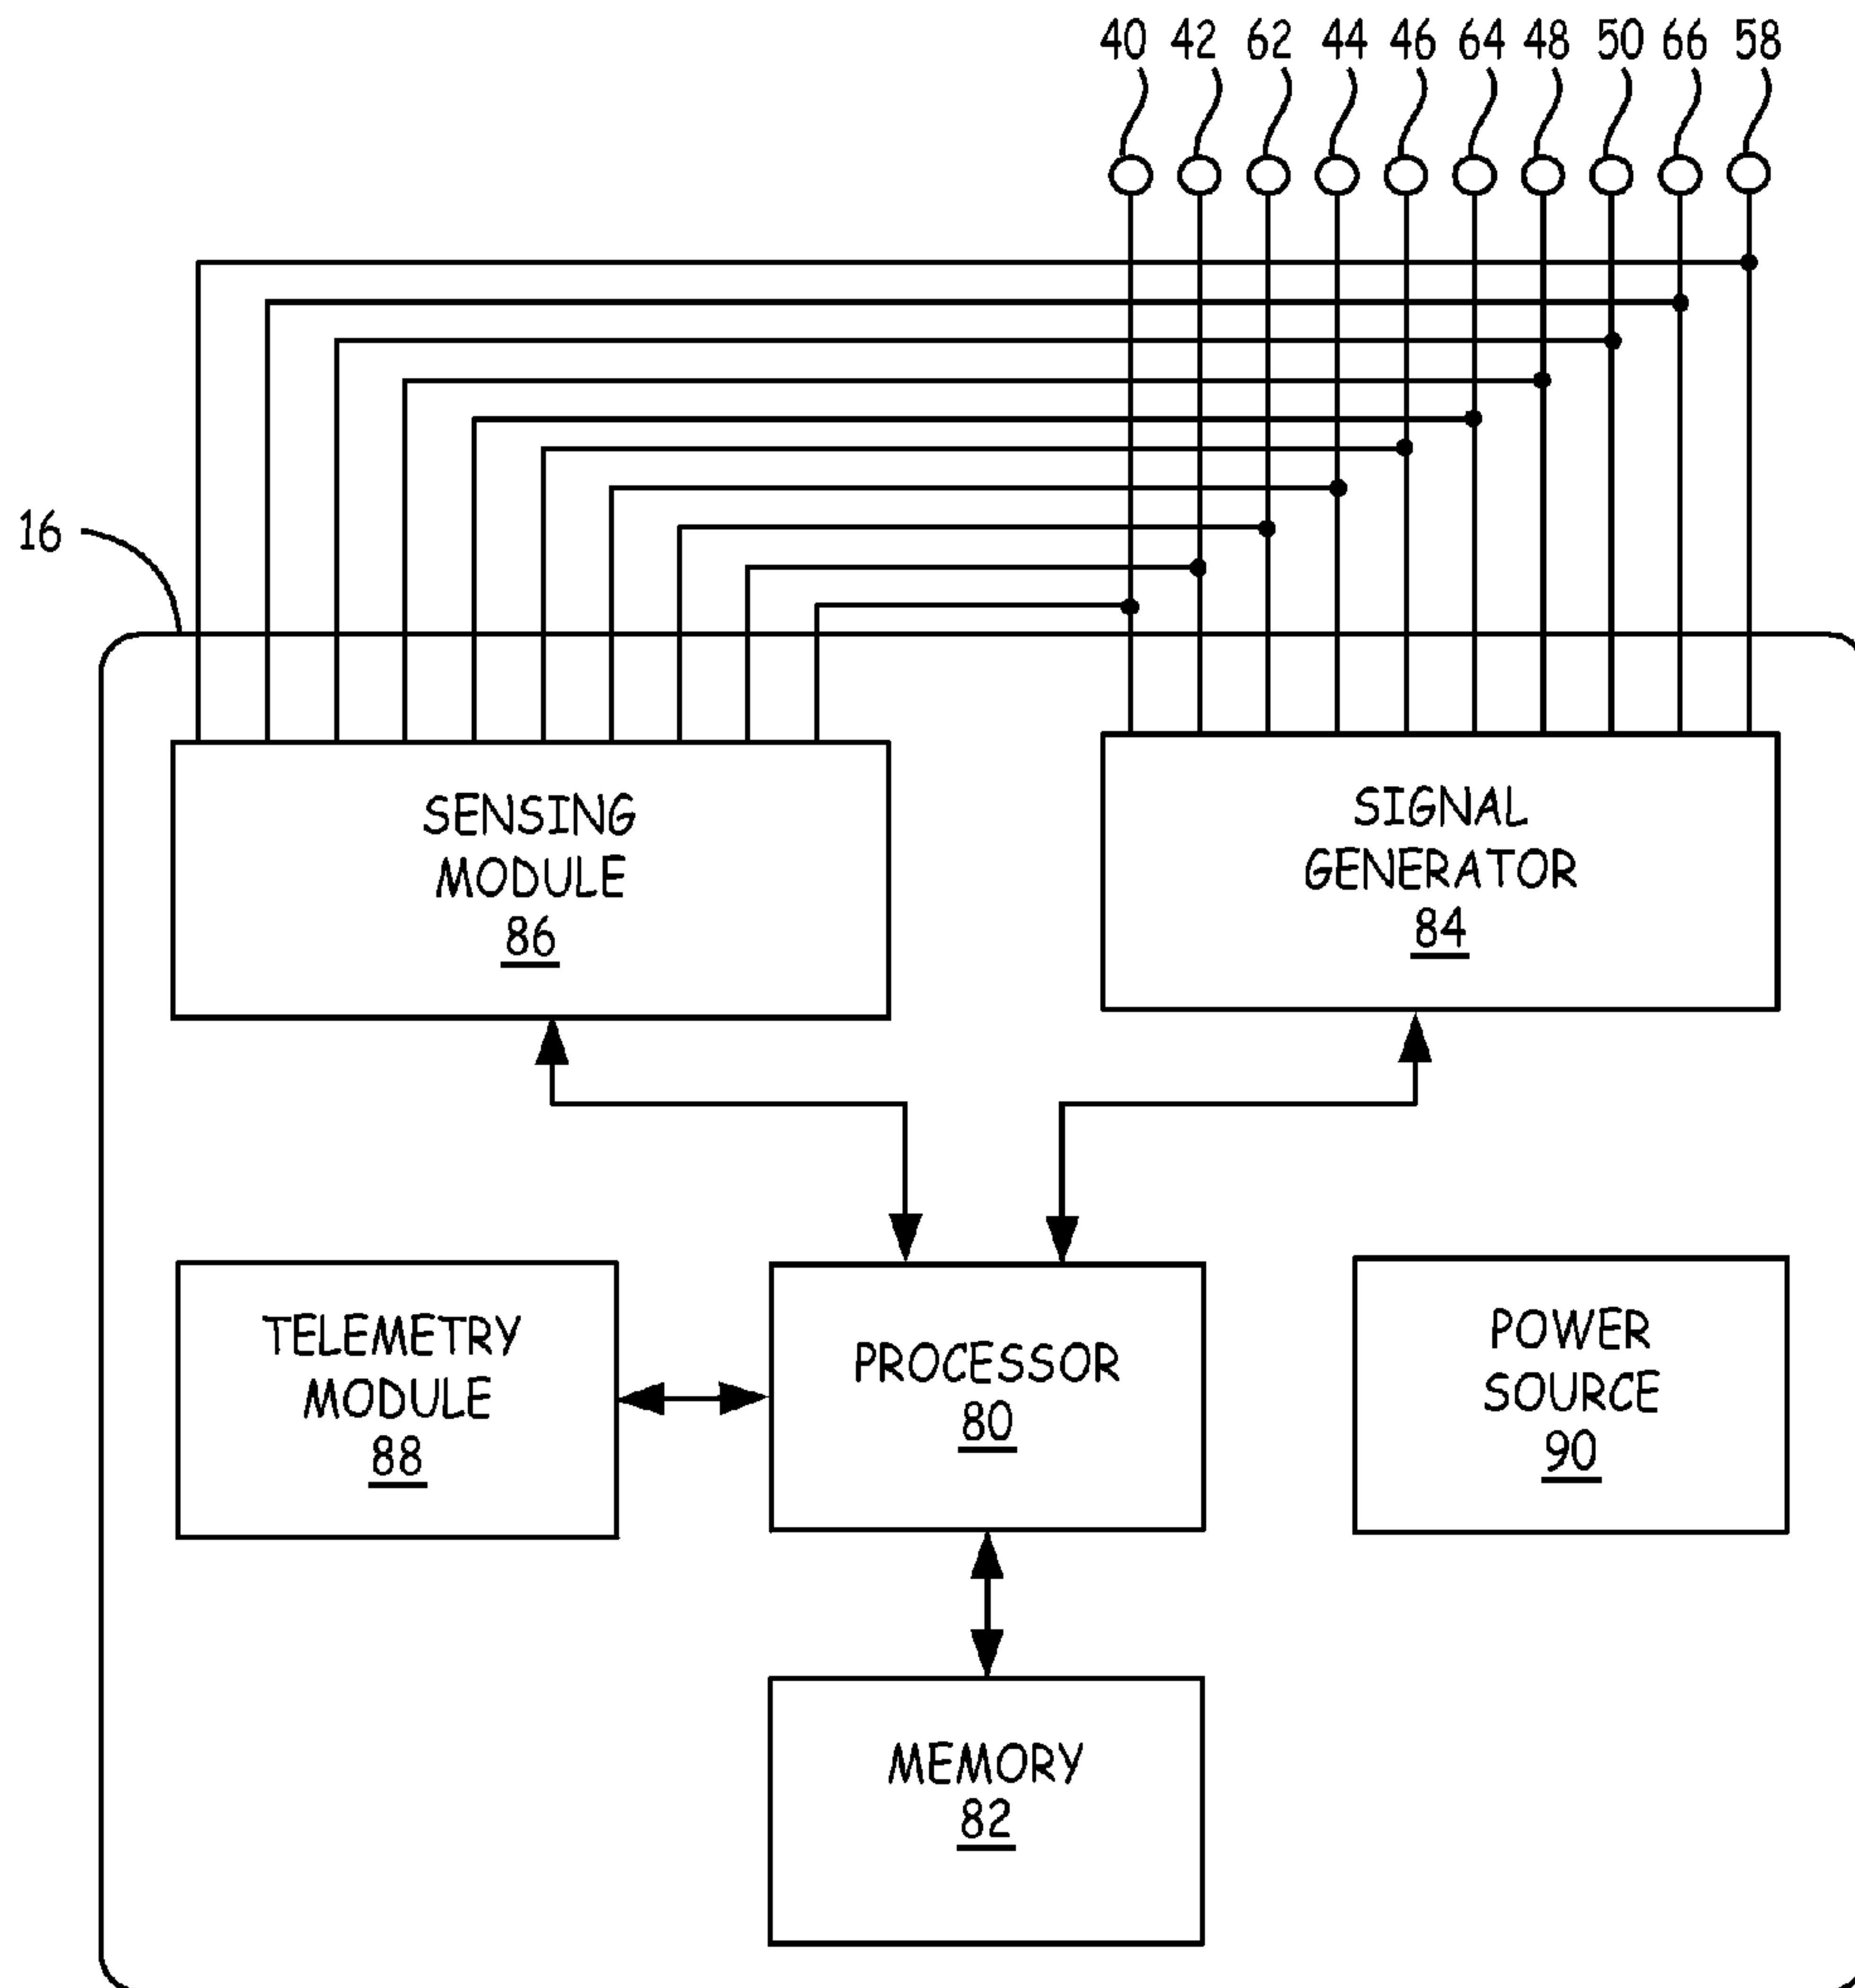 40 42 62 44 46 64 48 50 66 58
16
SENSING
MODULE
86
SIGNAL
GENERATOR
84
TELEMETRY
MODULE
88
PROCESSOR
80
POWER
SOURCE
90
MEMORY
82